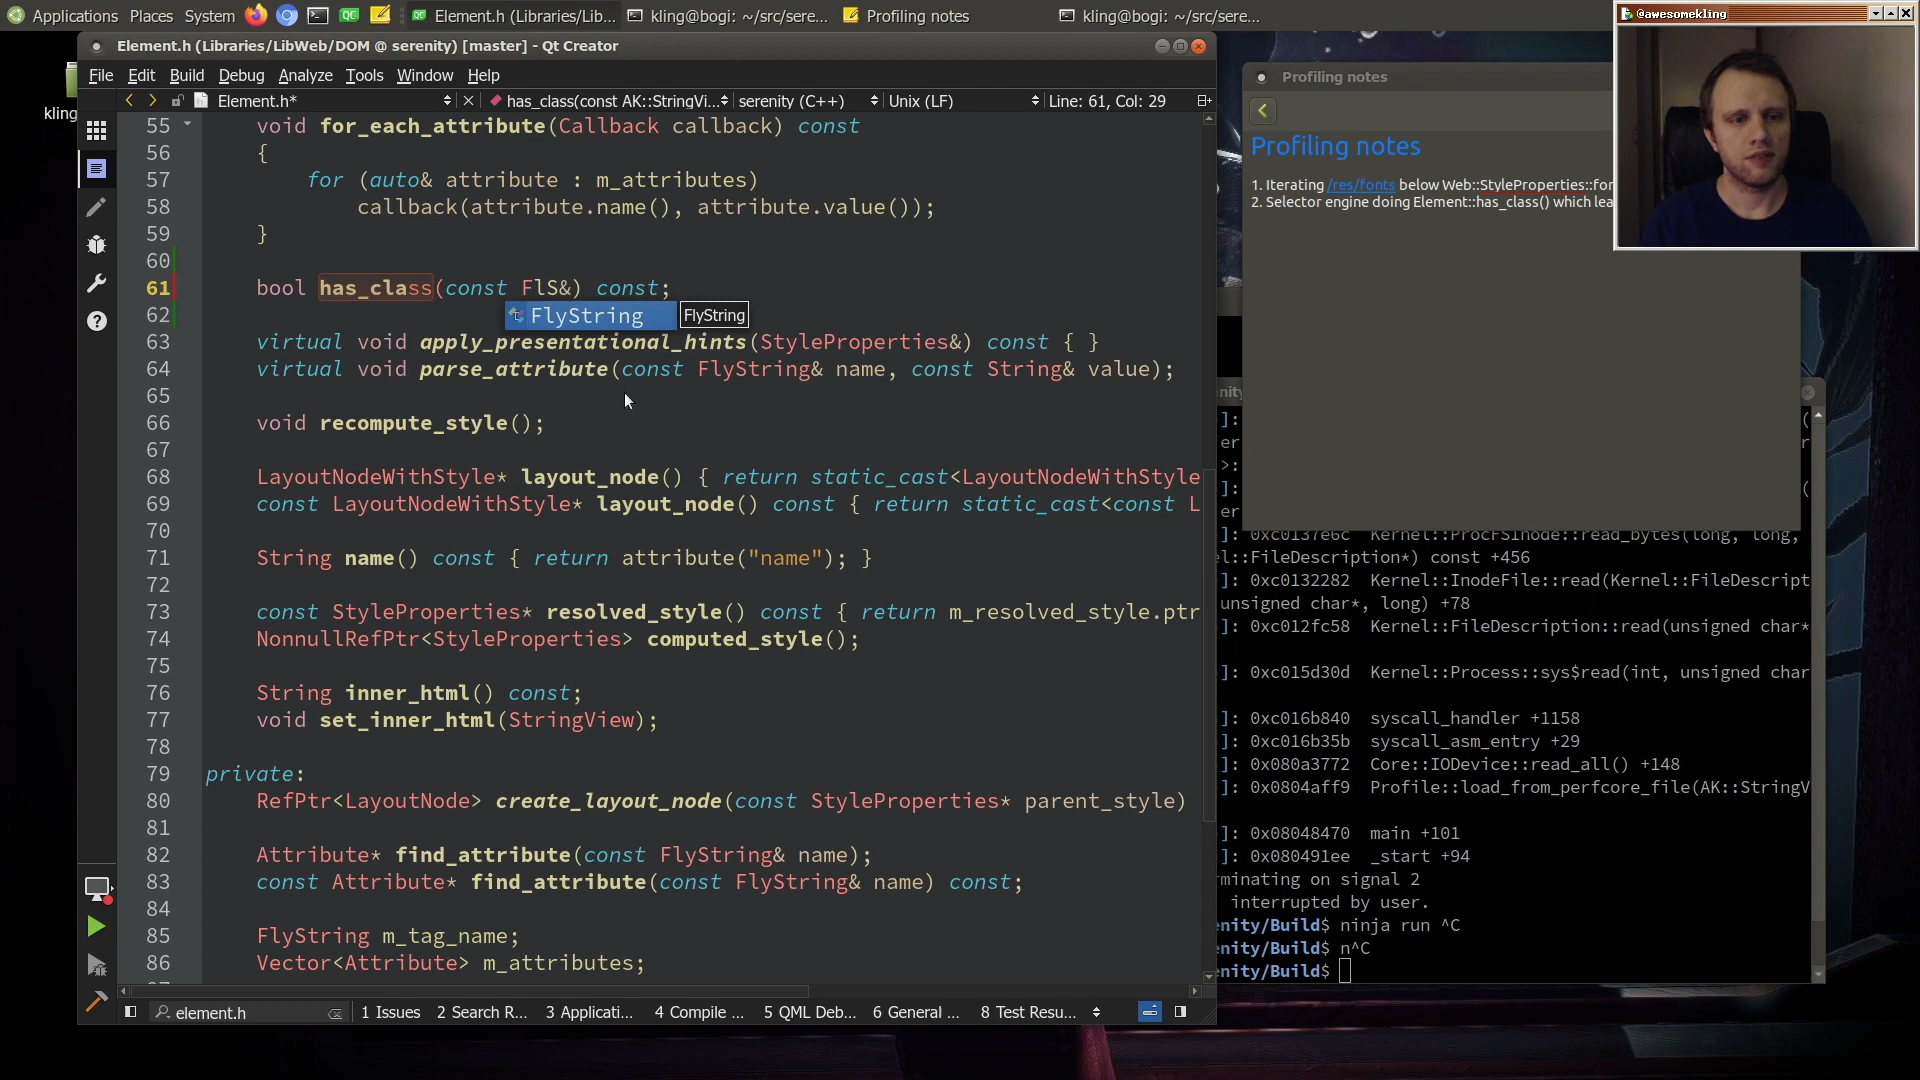 Applications Places System Element.h (Libraries/Lib... kling@bogi: ~/src/sere... Profiling notes kling@bogi: ~/src/sere...
@awesomekling
Element.h (Libraries/LibWeb/DOM @ serenity) [master] - Qt Creator
File Edit Build Debug Analyze Tools Window Help
Element.h* has_class(const AK::StringVi... serenity (C++) Unix (LF) Line: 61, Col: 29
kling
55 void for_each_attribute(Callback callback) const
56 {
57 for (auto& attribute : m_attributes)
58 callback(attribute.name(), attribute.value());
59 }
60
61 bool has_class(const FlS&) const;
62
FlyString FlyString
63 virtual void apply_presentational_hints(StyleProperties&) const { }
64 virtual void parse_attribute(const FlyString& name, const String& value);
65
66 void recompute_style();
67
68 LayoutNodeWithStyle* layout_node() { return static_cast<LayoutNodeWithStyle
69 const LayoutNodeWithStyle* layout_node() const { return static_cast<const L
70
71 String name() const { return attribute("name"); }
72
73 const StyleProperties* resolved_style() const { return m_resolved_style.ptr
74 NonnullRefPtr<StyleProperties> computed_style();
75
76 String inner_html() const;
77 void set_inner_html(StringView);
78
79 private:
80 RefPtr<LayoutNode> create_layout_node(const StyleProperties* parent_style)
81
82 Attribute* find_attribute(const FlyString& name);
83 const Attribute* find_attribute(const FlyString& name) const;
84
85 FlyString m_tag_name;
86 Vector<Attribute> m_attributes;
element.h 1 Issues 2 Search R... 3 Applicati... 4 Compile ... 5 QML Deb... 6 General ... 8 Test Resu...
Profiling notes
Profiling notes
1. Iterating /res/fonts below Web::StyleProperties::for
2. Selector engine doing Element::has_class() which lea
]: 0xc0137e6c Kernel::ProcFSInode::read_bytes(long, long,
el::FileDescription*) const +456
]: 0xc0132282 Kernel::InodeFile::read(Kernel::FileDescript
unsigned char*, long) +78
]: 0xc012fc58 Kernel::FileDescription::read(unsigned char*
]: 0xc015d30d Kernel::Process::sys$read(int, unsigned char
]: 0xc016b840 syscall_handler +1158
]: 0xc016b35b syscall_asm_entry +29
]: 0x080a3772 Core::IODevice::read_all() +148
]: 0x0804aff9 Profile::load_from_perfcore_file(AK::StringV
]: 0x08048470 main +101
]: 0x080491ee _start +94
rminating on signal 2
interrupted by user.
enity/Build$ ninja run ^C
enity/Build$ n^C
enity/Build$